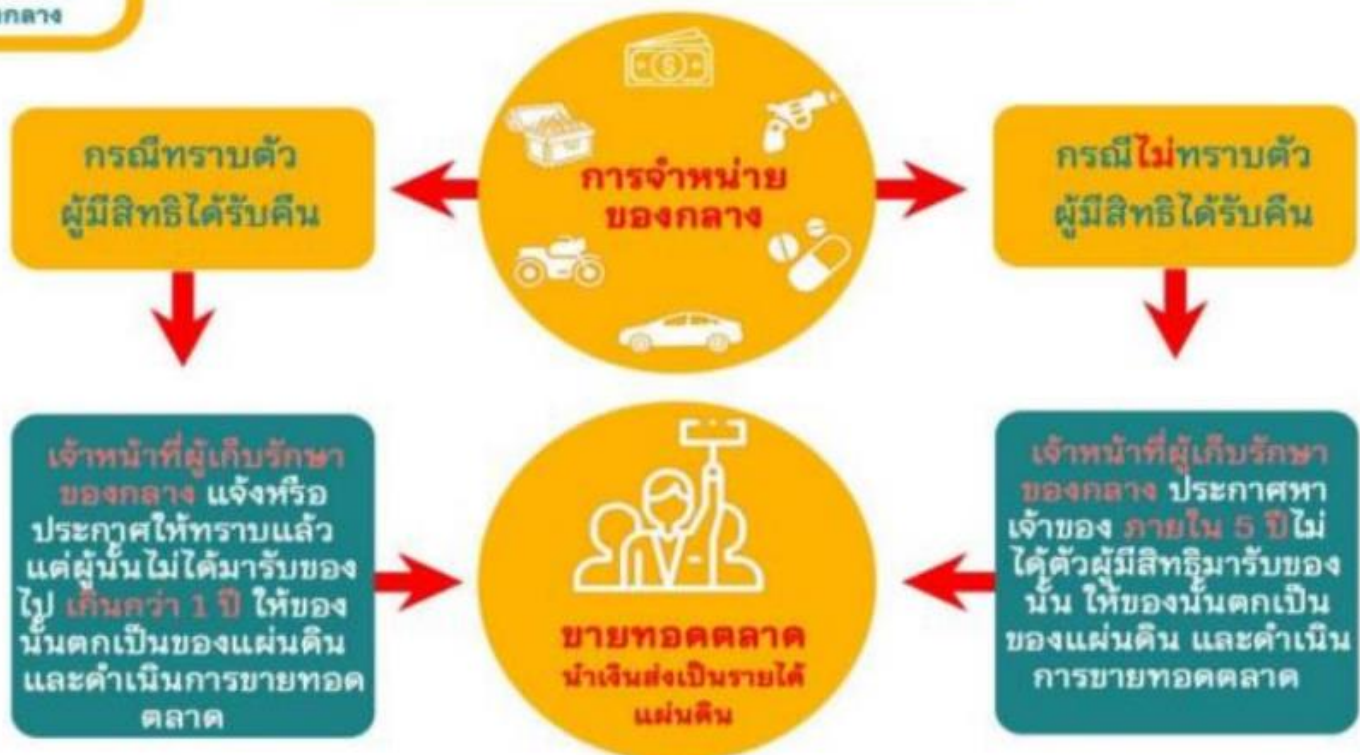 กลาง
การจำหน่าย
ของกลาง
กรณีทราบตัว
ผู้มีสิทธิได้รับคืน
กรณีไม่ทราบตัว
ผู้มีสิทธิได้รับคืน
เจ้าหน้าที่ผู้เก็บรักษา
ของกลาง แจ้งหรือ
ประกาศให้ทราบแล้ว
แต่ผู้นั้นไม่ได้มารับของ
ไป เกินกว่า 1 ปี ให้ของ
นั้นตกเป็นของแผ่นดิน
และดำเนินการขายทอด
ตลาด
ขายทอดตลาด
นำเงินส่งเป็นรายได้
แผ่นดิน
เจ้าหน้าที่ผู้เก็บรักษา
ของกลาง ประกาศหา
เจ้าของ ภายใน 5 ปีไม่
ได้ตัวผู้มีสิทธิมารับของ
นั้น ให้ของนั้นตกเป็น
ของแผ่นดิน และดำเนิน
การขายทอดตลาด